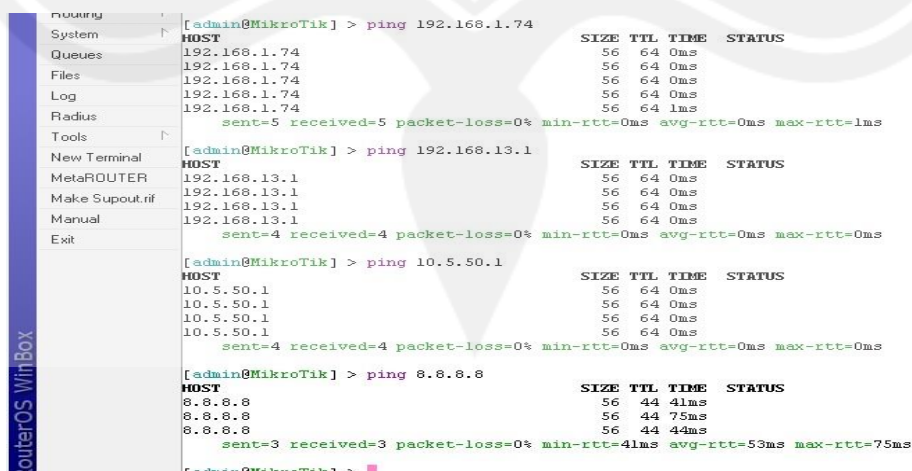 Routing
System
Queues
Files
Log
Radius
Tools
New Terminal
MetaROUTER
Make Supout.rif
Manual
Exit
RouterOS WinBox
[admin@MikroTik] > ping 192.168.1.74
HOST SIZE TTL TIME STATUS
192.168.1.74 56 64 0ms
192.168.1.74 56 64 0ms
192.168.1.74 56 64 0ms
192.168.1.74 56 64 0ms
192.168.1.74 56 64 1ms
sent=5 received=5 packet-loss=0% min-rtt=0ms avg-rtt=0ms max-rtt=1ms
[admin@MikroTik] > ping 192.168.13.1
HOST SIZE TTL TIME STATUS
192.168.13.1 56 64 0ms
192.168.13.1 56 64 0ms
192.168.13.1 56 64 0ms
192.168.13.1 56 64 0ms
sent=4 received=4 packet-loss=0% min-rtt=0ms avg-rtt=0ms max-rtt=0ms
[admin@MikroTik] > ping 10.5.50.1
HOST SIZE TTL TIME STATUS
10.5.50.1 56 64 0ms
10.5.50.1 56 64 0ms
10.5.50.1 56 64 0ms
10.5.50.1 56 64 0ms
sent=4 received=4 packet-loss=0% min-rtt=0ms avg-rtt=0ms max-rtt=0ms
[admin@MikroTik] > ping 8.8.8.8
HOST SIZE TTL TIME STATUS
8.8.8.8 56 44 41ms
8.8.8.8 56 44 75ms
8.8.8.8 56 44 44ms
sent=3 received=3 packet-loss=0% min-rtt=41ms avg-rtt=53ms max-rtt=75ms
[admin@MikroTik] >